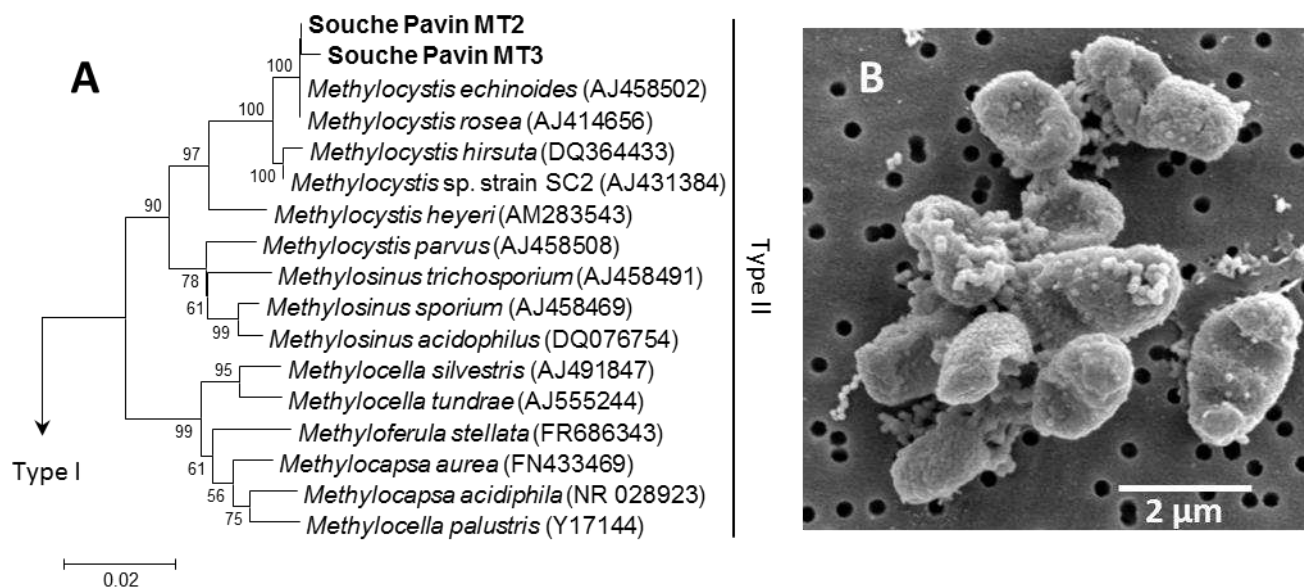 A
Souche Pavin MT2
Souche Pavin MT3
100
Methylocystis echinoides (AJ458502)
100
Methylocystis rosea (AJ414656)
97
Methylocystis hirsuta (DQ364433)
100
Methylocystis sp. strain SC2 (AJ431384)
90
Methylocystis heyeri (AM283543)
Methylocystis parvus (AJ458508)
78
Methylosinus trichosporium (AJ458491)
61
Methylosinus sporium (AJ458469)
99
Methylosinus acidophilus (DQ076754)
95
Methylocella silvestris (AJ491847)
Methylocella tundrae (AJ555244)
99
Methyloferula stellata (FR686343)
61
Methylocapsa aurea (FN433469)
56
Methylocapsa acidiphila (NR 028923)
75
Methylocella palustris (Y17144)
Type II
Type I
0.02
B
2 µm